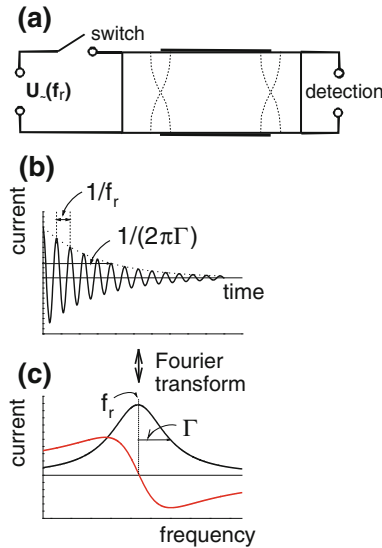 (a)
switch
U~(fr)
detection
(b)
1/fr
1/(2πΓ)
current
time
Fourier
transform
(c)
fr
Γ
current
frequency